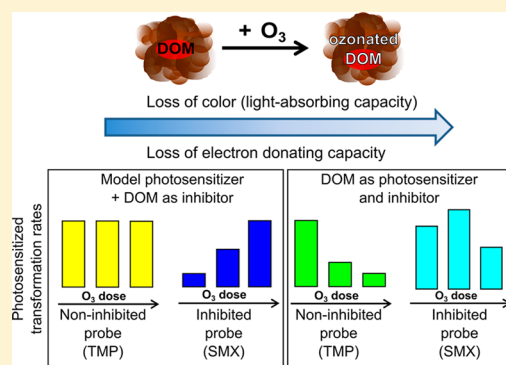 + O₃
DOM
ozonated
DOM
Loss of color (light-absorbing capacity)
Loss of electron donating capacity
Photosensitized
transformation rates
Model photosensitizer
+ DOM as inhibitor
O₃ dose
Non-inhibited
probe
(TMP)
O₃ dose
Inhibited
probe
(SMX)
DOM as photosensitizer
and inhibitor
O₃ dose
Non-inhibited
probe
(TMP)
O₃ dose
Inhibited
probe
(SMX)